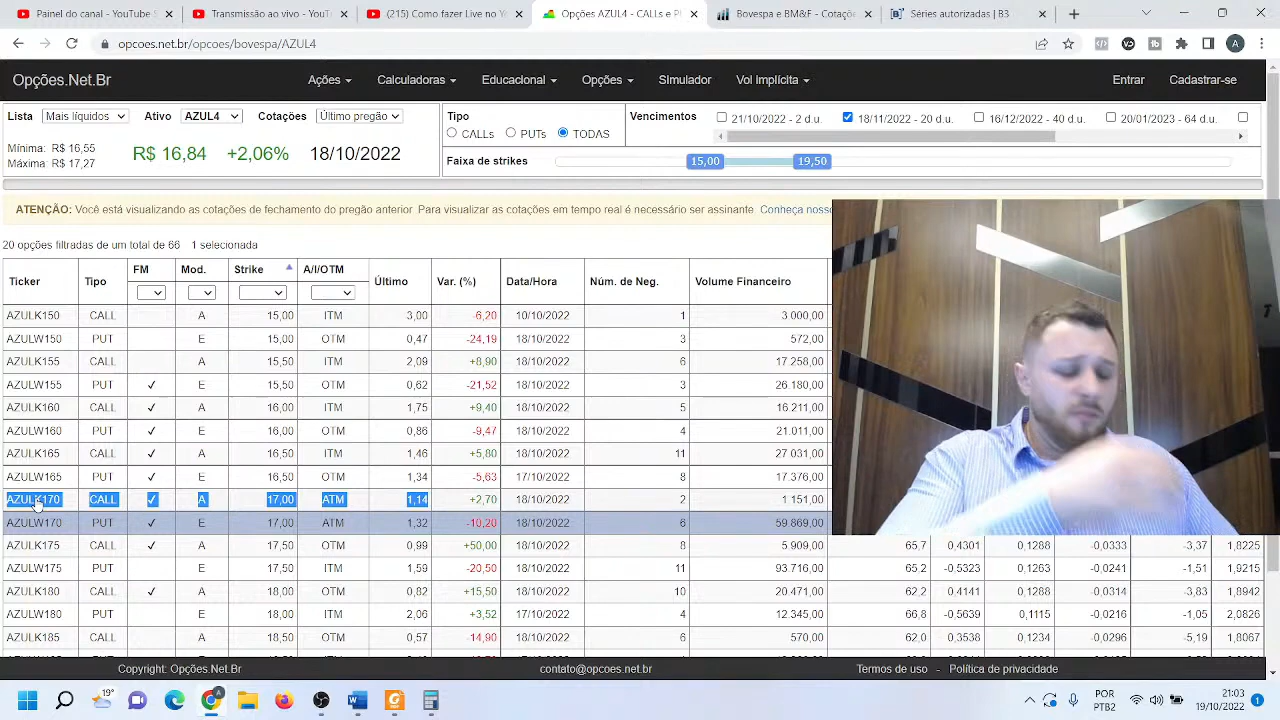 Painel do canal - YouTube S
Transmissão ao vivo - YouTu
(215) Como fazer Live no Yo
Opções AZUL4 - CALLs e PU
Bovespa e BM&F - Cotaçõe
Séries autorizadas | B3
opcoes.net.br/opcoes/bovespa/AZUL4
Opções.Net.Br Ações Calculadoras Educacional Opções Simulador Vol implícita Entrar Cadastrar-se
Lista Mais líquidos Ativo AZUL4 Cotações Último pregão
Mínima: R$ 16,55
Máxima: R$ 17,27
R$ 16,84 +2,06% 18/10/2022
Tipo
CALLs PUTs TODAS
Vencimentos 21/10/2022 - 2 d.u. 18/11/2022 - 20 d.u. 16/12/2022 - 40 d.u. 20/01/2023 - 64 d.u.
Faixa de strikes 15,00 19,50
ATENÇÃO: Você está visualizando as cotações de fechamento do pregão anterior. Para visualizar as cotações em tempo real é necessário ser assinante. Conheça nosso
20 opções filtradas de um total de 66 1 selecionada
Ticker Tipo FM Mod. Strike A/I/OTM Último Var. (%) Data/Hora Núm. de Neg. Volume Financeiro
AZULK150 CALL A 15,00 ITM 3,00 -6,20 10/10/2022 1 3.000,00
AZULW150 PUT E 15,00 OTM 0,47 -24,19 18/10/2022 3 572,00
AZULK155 CALL A 15,50 ITM 2,09 +8,90 18/10/2022 6 17.258,00
AZULW155 PUT ✓ E 15,50 OTM 0,62 -21,52 18/10/2022 3 26.180,00
AZULK160 CALL ✓ A 16,00 ITM 1,75 +9,40 18/10/2022 5 16.211,00
AZULW160 PUT ✓ E 16,00 OTM 0,86 -9,47 18/10/2022 4 21.011,00
AZULK165 CALL ✓ A 16,50 ITM 1,46 +5,80 18/10/2022 11 27.031,00
AZULW165 PUT ✓ E 16,50 OTM 1,34 -5,63 17/10/2022 8 17.376,00
AZULK170 CALL ✓ A 17,00 ATM 1,14 +2,70 18/10/2022 2 1.151,00
AZULW170 PUT ✓ E 17,00 ATM 1,32 -10,20 18/10/2022 6 59.869,00
AZULK175 CALL ✓ A 17,50 OTM 0,99 +50,00 18/10/2022 8 5.909,00 65,7 0,4301 0,1288 -0,0333 -3,37 1,8225
AZULW175 PUT E 17,50 ITM 1,59 -20,50 18/10/2022 11 93.716,00 65,2 -0,5323 0,1263 -0,0241 -1,51 1,9215
AZULK180 CALL ✓ A 18,00 OTM 0,82 +15,50 18/10/2022 10 20.471,00 62,2 0,4141 0,1288 -0,0314 -3,83 1,8942
AZULW180 PUT E 18,00 ITM 2,06 +3,52 17/10/2022 4 12.345,00 66,8 -0,5639 0,1115 -0,0216 -1,05 2,0826
AZULK185 CALL A 18,50 OTM 0,57 -14,90 18/10/2022 6 570,00 62,0 0,3538 0,1234 -0,0296 -5,19 1,8067
Copyright: Opções.Net.Br contato@opcoes.net.br Termos de uso - Política de privacidade
19°
POR
PTB2
21:03
19/10/2022